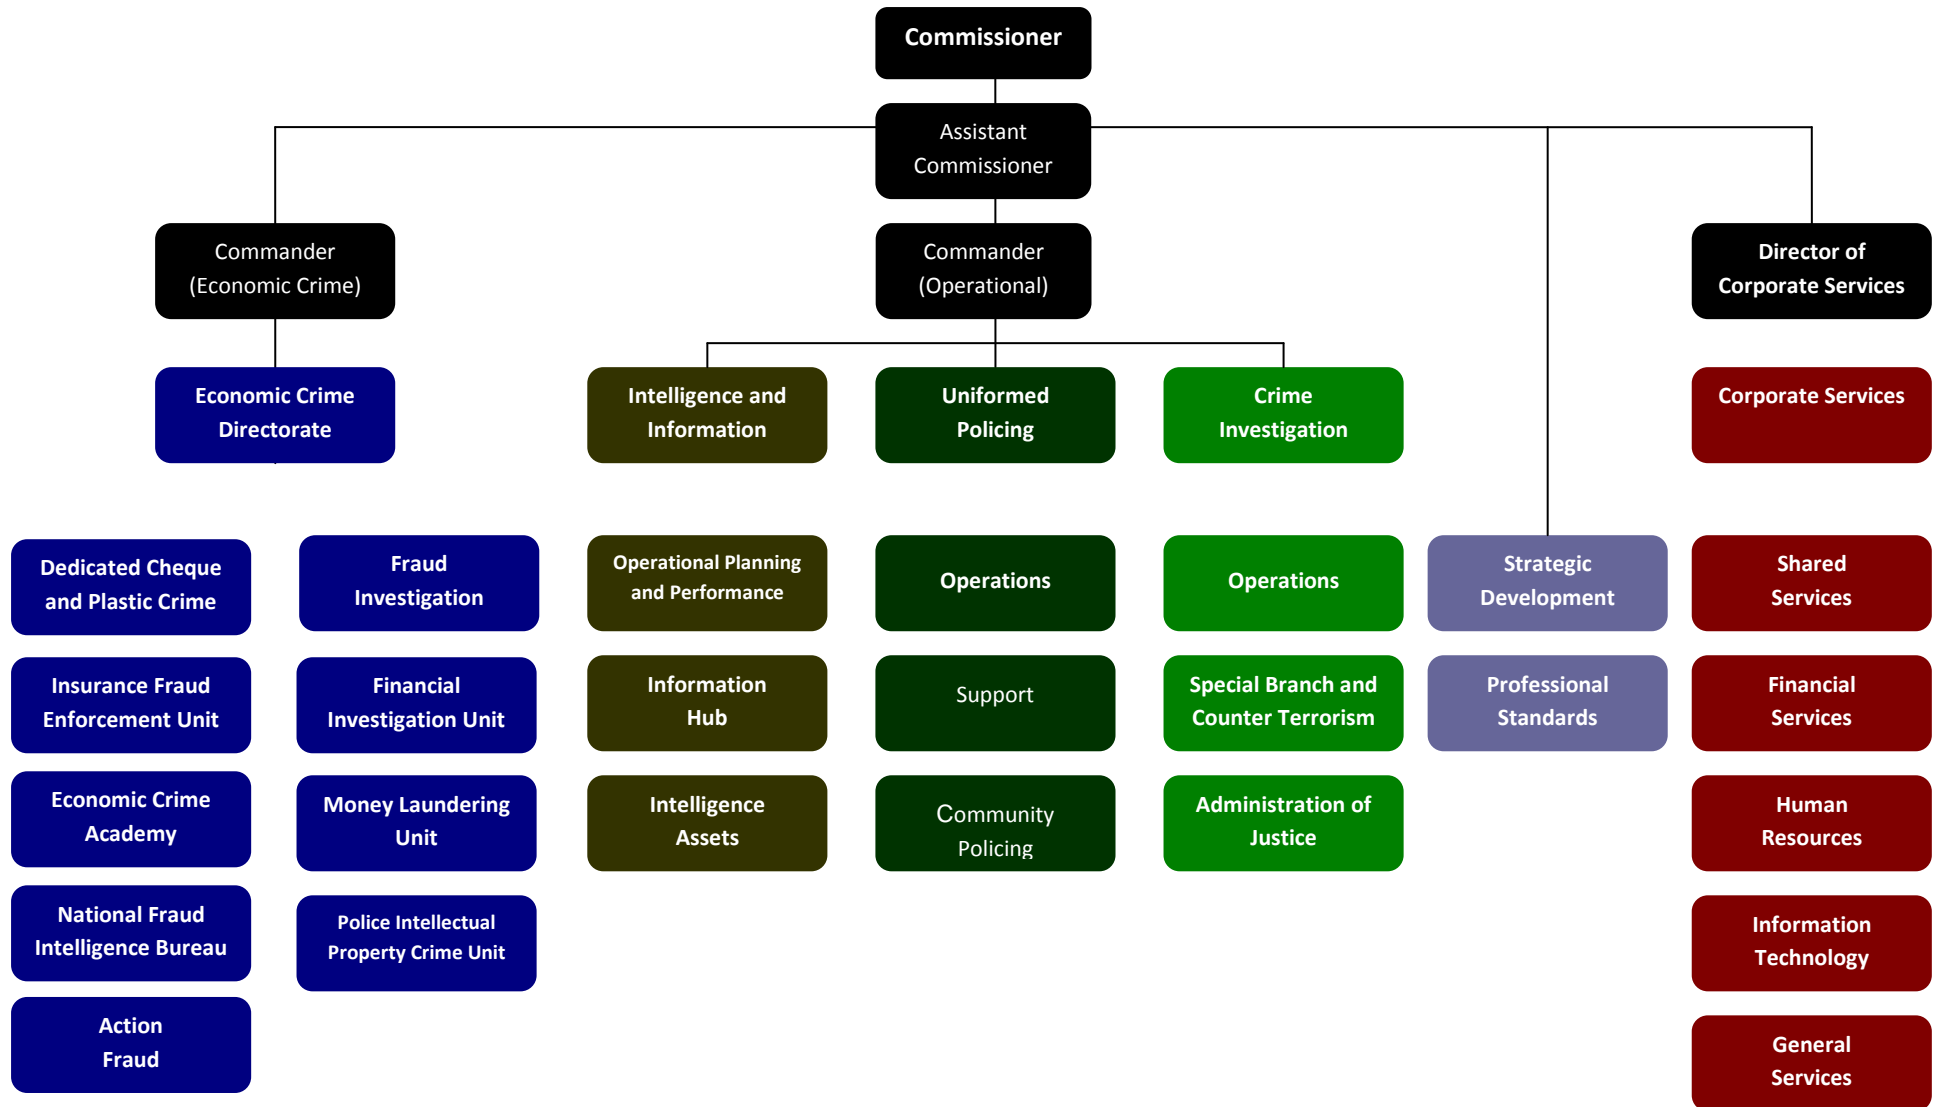 Commissioner
Assistant
Commissioner
Commander
(Economic Crime)
Commander
(Operational)
Director of
Corporate Services
Economic Crime
Directorate
Intelligence and
Information
Uniformed
Policing
Crime
Investigation
Corporate Services
Dedicated Cheque
and Plastic Crime
Fraud
Investigation
Operational Planning
and Performance
Operations
Operations
Strategic
Development
Shared
Services
Insurance Fraud
Enforcement Unit
Financial
Investigation Unit
Information
Hub
Support
Special Branch and
Counter Terrorism
Professional
Standards
Financial
Services
Economic Crime
Academy
Money Laundering
Unit
Intelligence
Assets
Community
Policing
Administration of
Justice
Human
Resources
National Fraud
Intelligence Bureau
Police Intellectual
Property Crime Unit
Information
Technology
Action
Fraud
General
Services